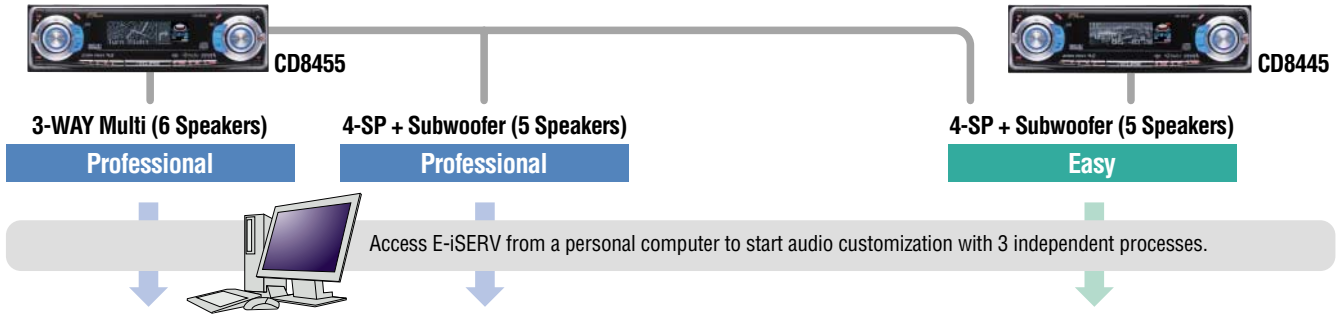 CD8455
CD8445
3-WAY Multi (6 Speakers)
4-SP + Subwoofer (5 Speakers)
4-SP + Subwoofer (5 Speakers)
Professional
Professional
Easy
Access E-iSERV from a personal computer to start audio customization with 3 independent processes.